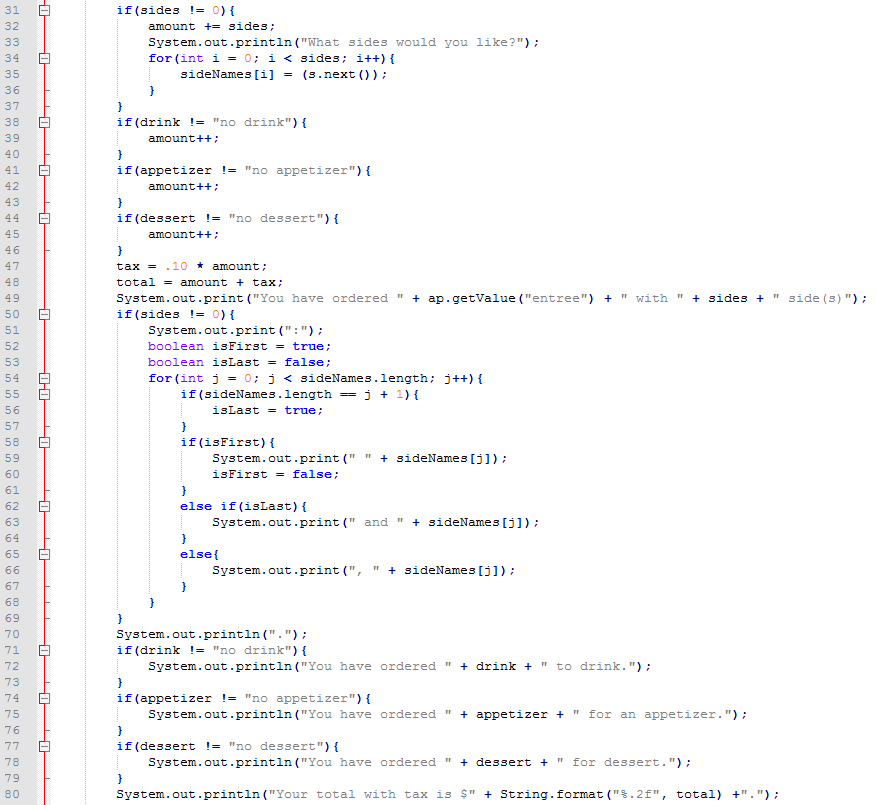 31 if(sides != 0){
32 amount += sides;
33 System.out.println("What sides would you like?");
34 for(int i = 0; i < sides; i++){
35 sideNames[i] = (s.next());
36 }
37 }
38 if(drink != "no drink"){
39 amount++;
40 }
41 if(appetizer != "no appetizer"){
42 amount++;
43 }
44 if(dessert != "no dessert"){
45 amount++;
46 }
47 tax = .10 * amount;
48 total = amount + tax;
49 System.out.print("You have ordered " + ap.getValue("entree") + " with " + sides + " side(s)");
50 if(sides != 0){
51 System.out.print(":");
52 boolean isFirst = true;
53 boolean isLast = false;
54 for(int j = 0; j < sideNames.length; j++){
55 if(sideNames.length == j + 1){
56 isLast = true;
57 }
58 if(isFirst){
59 System.out.print(" " + sideNames[j]);
60 isFirst = false;
61 }
62 else if(isLast){
63 System.out.print(" and " + sideNames[j]);
64 }
65 else{
66 System.out.print(", " + sideNames[j]);
67 }
68 }
69 }
70 System.out.println(".");
71 if(drink != "no drink"){
72 System.out.println("You have ordered " + drink + " to drink.");
73 }
74 if(appetizer != "no appetizer"){
75 System.out.println("You have ordered " + appetizer + " for an appetizer.");
76 }
77 if(dessert != "no dessert"){
78 System.out.println("You have ordered " + dessert + " for dessert.");
79 }
80 System.out.println("Your total with tax is $" + String.format("%.2f", total) +".");